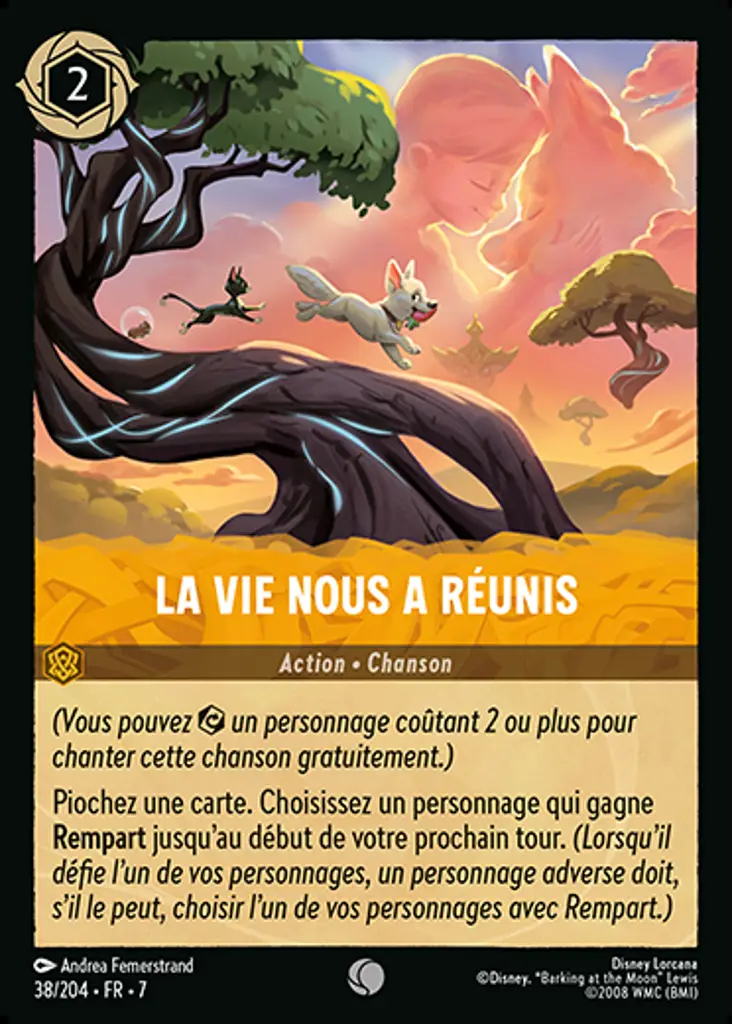 2
LA VIE NOUS A RÉUNIS
Action • Chanson
(Vous pouvez un personnage coûtant 2 ou plus pour
chanter cette chanson gratuitement.)
Piochez une carte. Choisissez un personnage qui gagne
Rempart jusqu'au début de votre prochain tour. (Lorsqu'il
défie l'un de vos personnages, un personnage adverse doit,
s'il le peut, choisir l'un de vos personnages avec Rempart.)
Andrea Femerstrand
38/204 • FR • 7
Disney Lorcana
©Disney. "Barking at the Moon" Lewis
©2008 WMC (BMI)